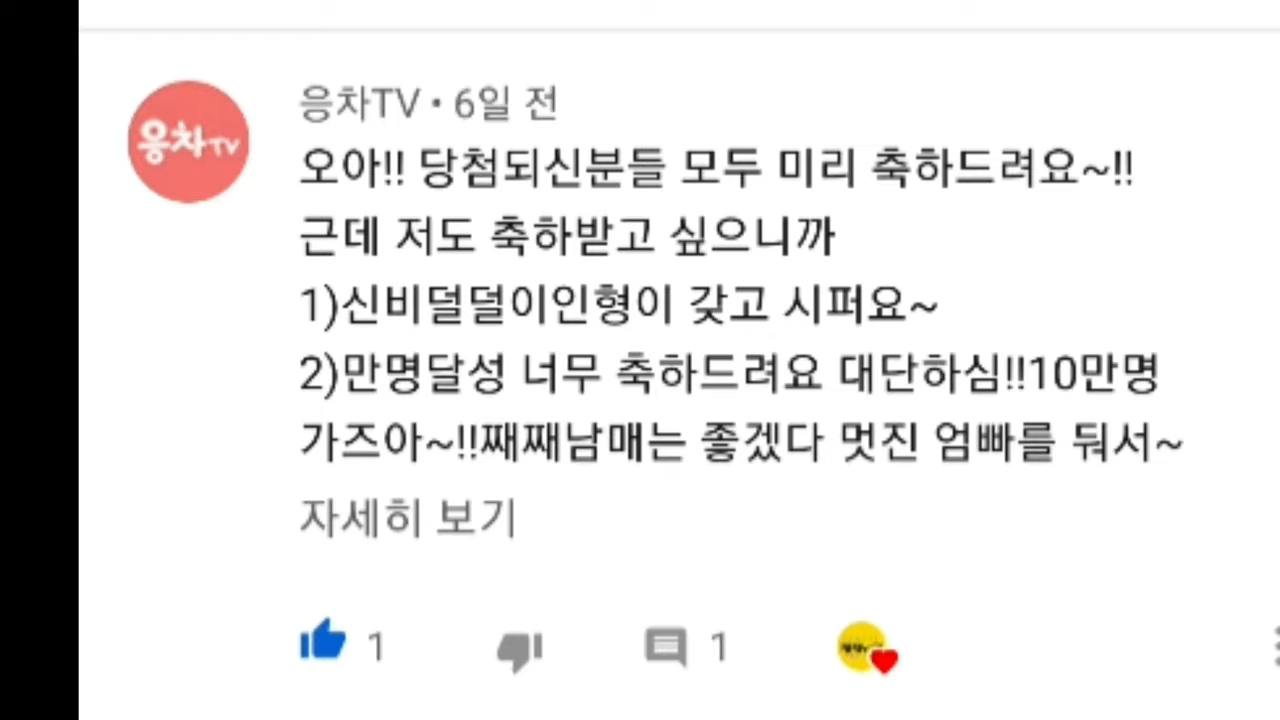 응차TV
응차TV • 6일 전
오아!! 당첨되신분들 모두 미리 축하드려요~!!
근데 저도 축하받고 싶으니까
1)신비덜덜이인형이 갖고 시퍼요~
2)만명달성 너무 축하드려요 대단하심!!10만명
가즈아~!!째째남매는 좋겠다 멋진 엄빠를 둬서~
자세히 보기
1
1